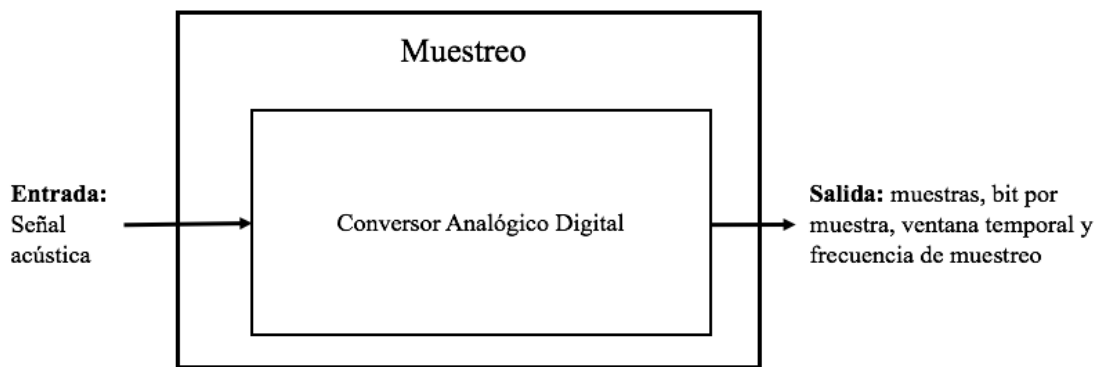 Muestreo
Entrada:
Señal
acústica
Conversor Analógico Digital
Salida: muestras, bit por
muestra, ventana temporal y
frecuencia de muestreo